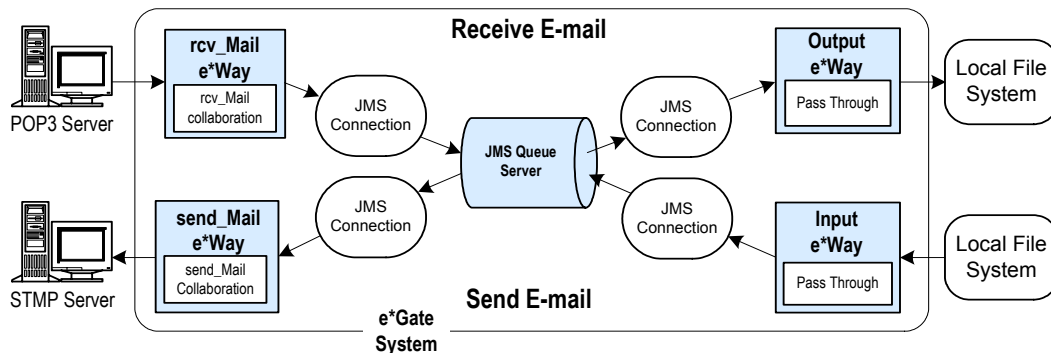 Receive E-mail
POP3 Server
rcv_Mail
e*Way
rcv_Mail
collaboration
JMS
Connection
JMS Queue
Server
JMS
Connection
Output
e*Way
Pass Through
Local File
System
STMP Server
send_Mail
e*Way
send_Mail
Collaboration
JMS
Connection
JMS
Connection
Input
e*Way
Pass Through
Local File
System
Send E-mail
e*Gate
System